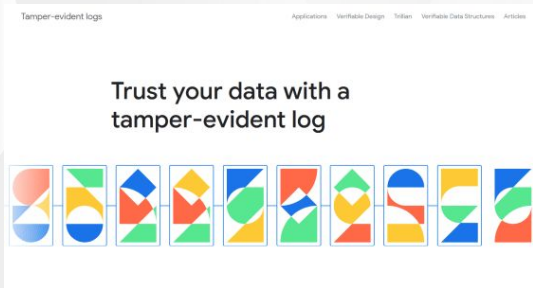 Tamper-evident logs
Applications Verifiable Design Trillian Verifiable Data Structures Articles
Trust your data with a
tamper-evident log